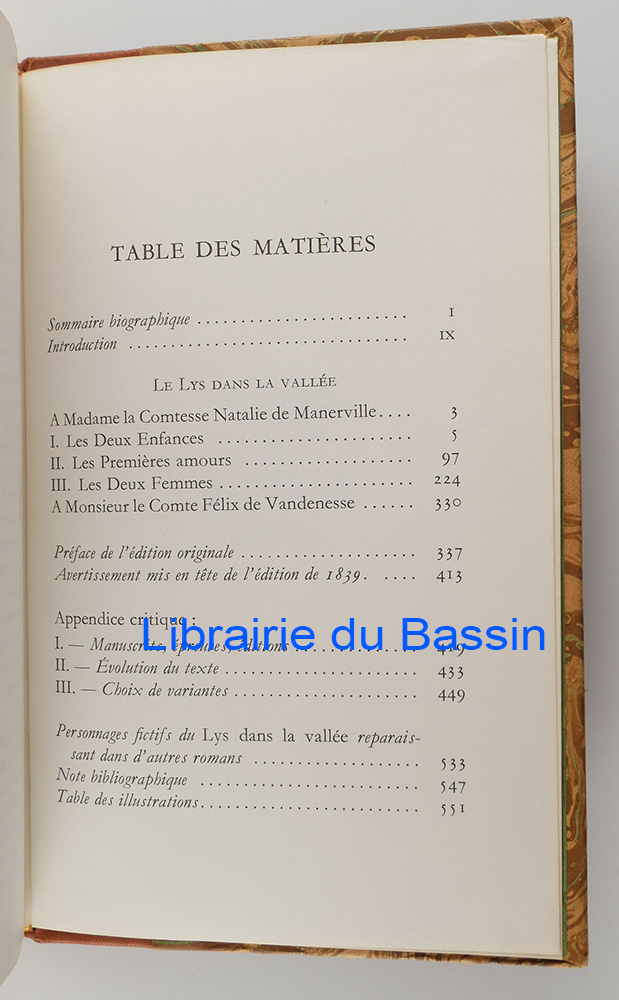 TABLE DES MATIÈRES
Sommaire biographique ........................ I
Introduction ................................ IX
LE LYS DANS LA VALLÉE
A Madame la Comtesse Natalie de Manerville.... 3
I. Les Deux Enfances ....................... 5
II. Les Premières amours .................... 97
III. Les Deux Femmes ....................... 224
A Monsieur le Comte Félix de Vandenesse ...... 330
Préface de l'édition originale ..................... 337
Avertissement mis en tête de l'édition de 1839. .... 413
Appendice critique :
I. — Manuscrits, épreuves, éditions ............... 419
Librairie du Bassin
II. — Évolution du texte ....................... 433
III. — Choix de variantes ...................... 449
Personnages fictifs du Lys dans la vallée reparais-
sant dans d'autres romans .................... 533
Note bibliographique .......................... 547
Table des illustrations.......................... 551